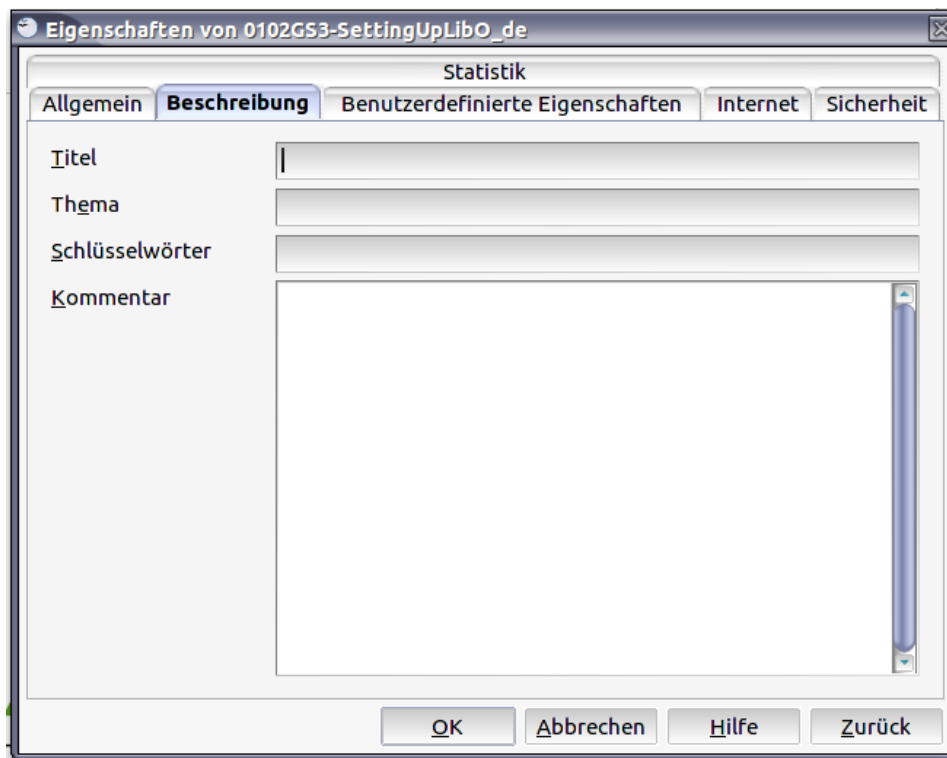 Eigenschaften von 0102GS3-SettingUpLibO_de
Statistik
Allgemein Beschreibung Benutzerdefinierte Eigenschaften Internet Sicherheit
Titel
Thema
Schlüsselwörter
Kommentar
OK Abbrechen Hilfe Zurück